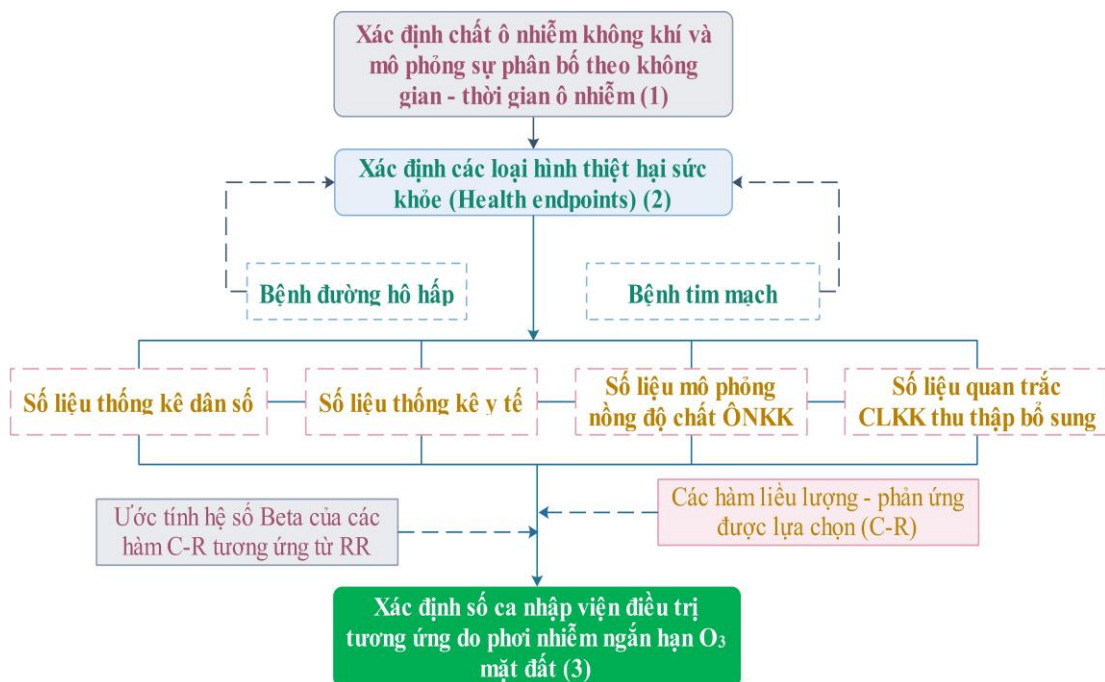 Xác định chất ô nhiễm không khí và
mô phỏng sự phân bố theo không
gian - thời gian ô nhiễm (1)
Xác định các loại hình thiệt hại sức
khỏe (Health endpoints) (2)
Bệnh đường hô hấp
Bệnh tim mạch
Số liệu thống kê dân số
Số liệu thống kê y tế
Số liệu mô phỏng
nồng độ chất ÔNKK
Số liệu quan trắc
CLKK thu thập bổ sung
Ước tính hệ số Beta của các
hàm C-R tương ứng từ RR
Các hàm liều lượng - phản ứng
được lựa chọn (C-R)
Xác định số ca nhập viện điều trị
tương ứng do phơi nhiễm ngắn hạn O₃
mặt đất (3)